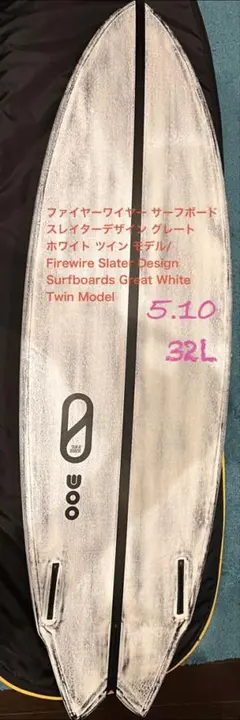 ファイヤーワイヤー サーフボード
スレイターデザイン グレート
ホワイト ツイン モデル/
Firewire Slater Design
Surfboards Great White
Twin Model
5.10
32L